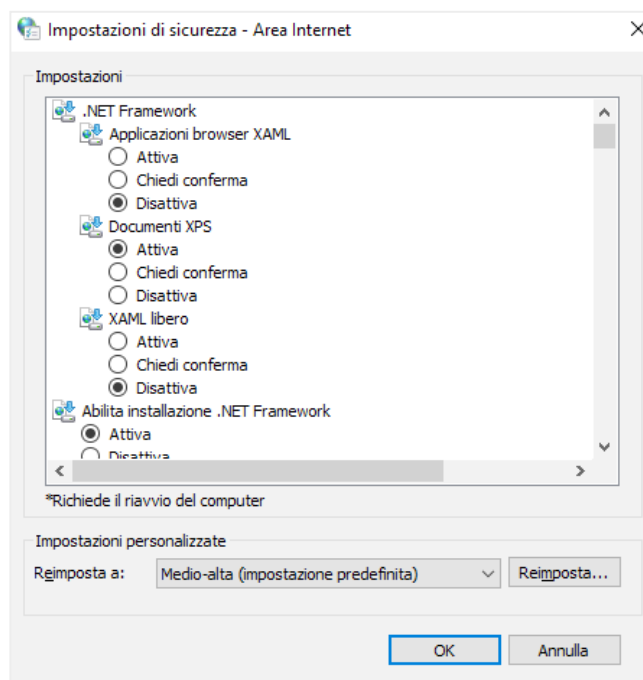 Impostazioni di sicurezza - Area Internet
Impostazioni
.NET Framework
Applicazioni browser XAML
Attiva
Chiedi conferma
Disattiva
Documenti XPS
Attiva
Chiedi conferma
Disattiva
XAML libero
Attiva
Chiedi conferma
Disattiva
Abilita installazione .NET Framework
Attiva
Disattiva
*Richiede il riavvio del computer
Impostazioni personalizzate
Reimposta a: Medio-alta (impostazione predefinita) Reimposta...
OK Annulla